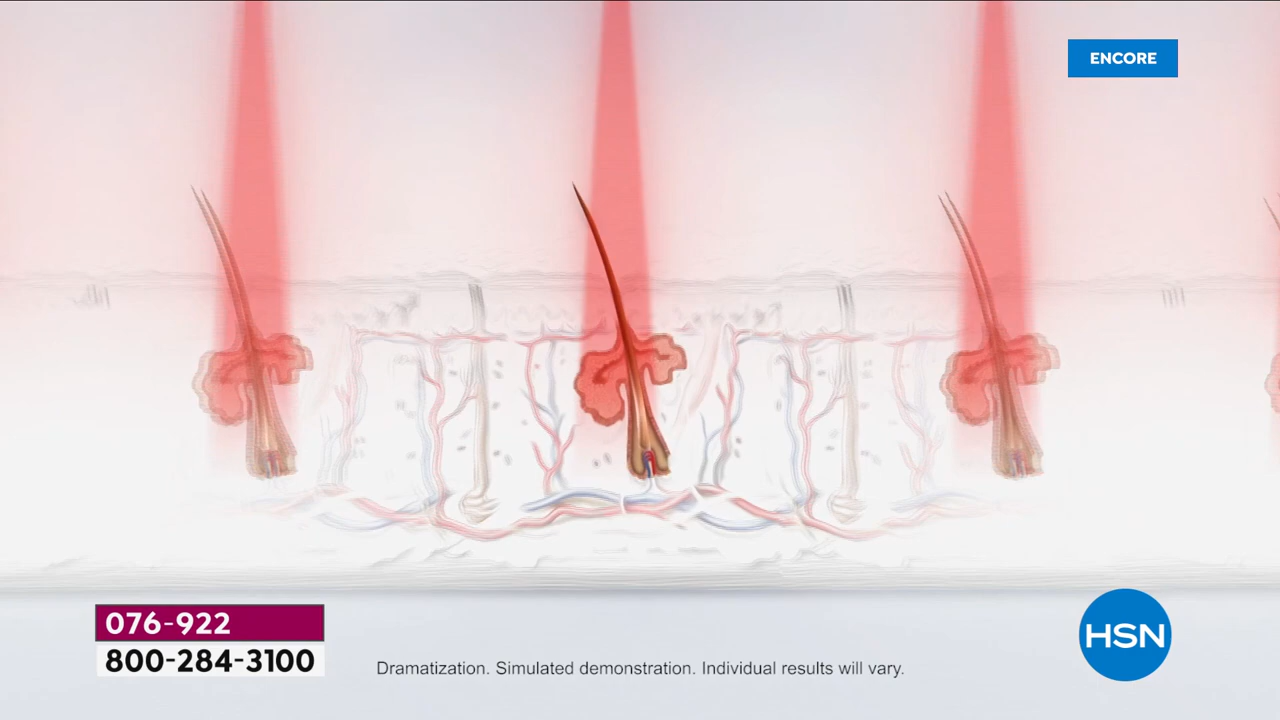 ENCORE
076-922
800-284-3100
Dramatization. Simulated demonstration. Individual results will vary.
HSN